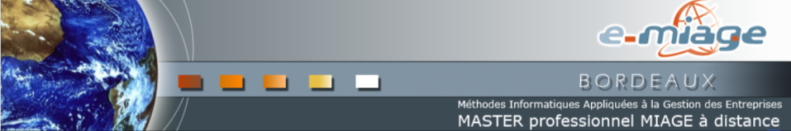 e-miage
BORDEAUX
Méthodes Informatiques Appliquées à la Gestion des Entreprises
MASTER professionnel MIAGE à distance